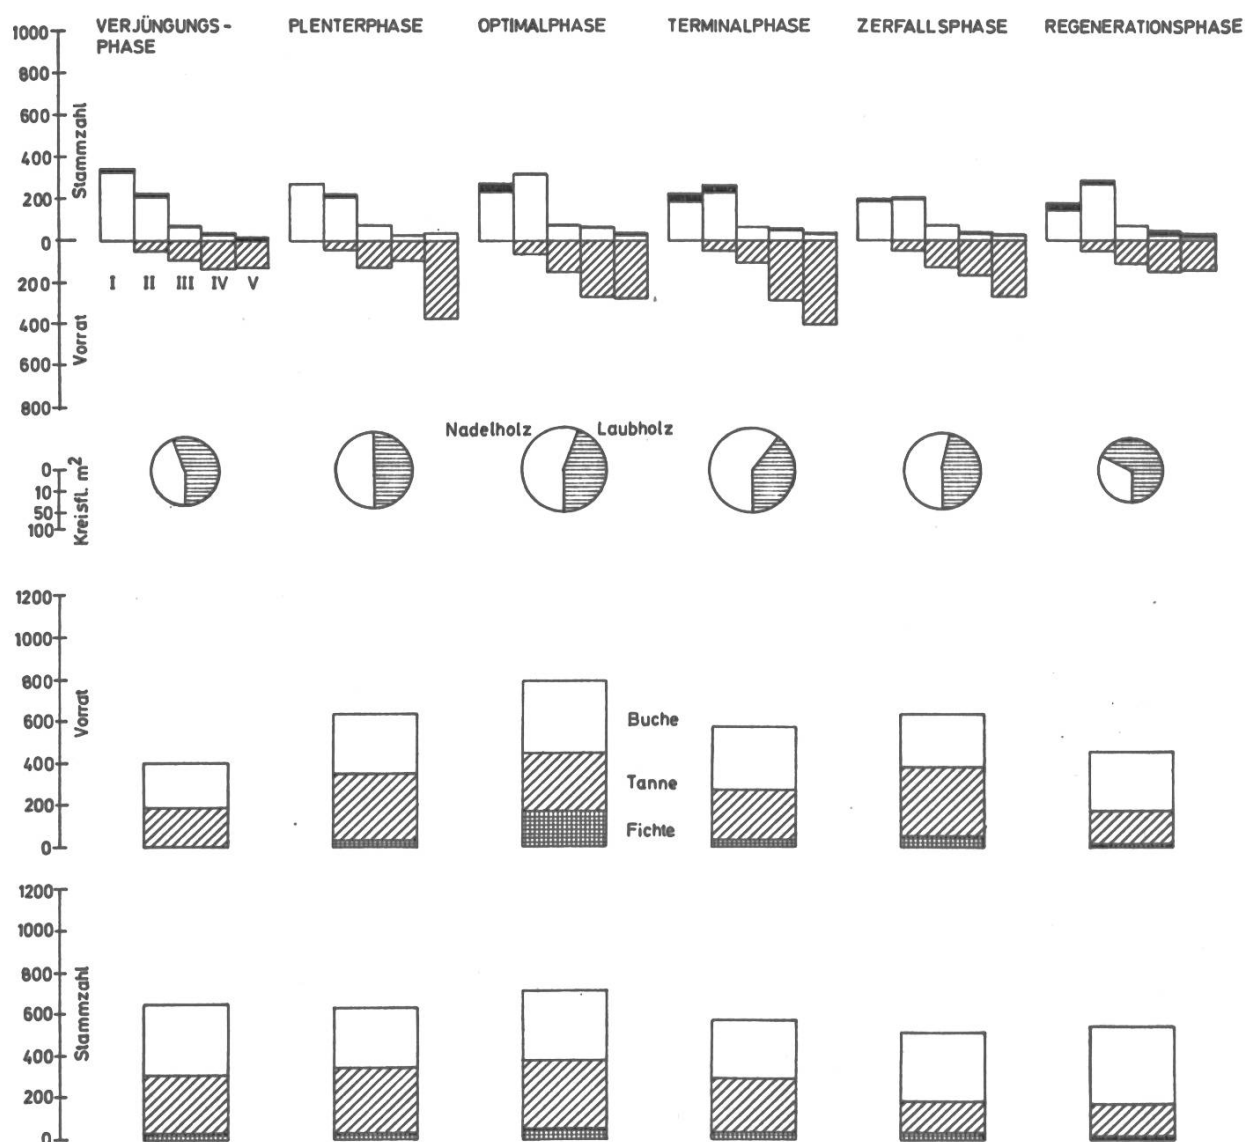 VERJÜNGUNGS-
PHASE
PLENTERPHASE
OPTIMALPHASE
TERMINALPHASE
ZERFALLSPHASE
REGENERATIONSPHASE
1000
800
600
400
200
0
200
400
600
800
Stammzahl
Vorrat
I II III IV V
Nadelholz
Laubholz
0
10
50
100
Kreisfl. m²
1200
1000
800
600
400
200
0
Vorrat
Buche
Tanne
Fichte
1200
1000
800
600
400
200
0
Stammzahl